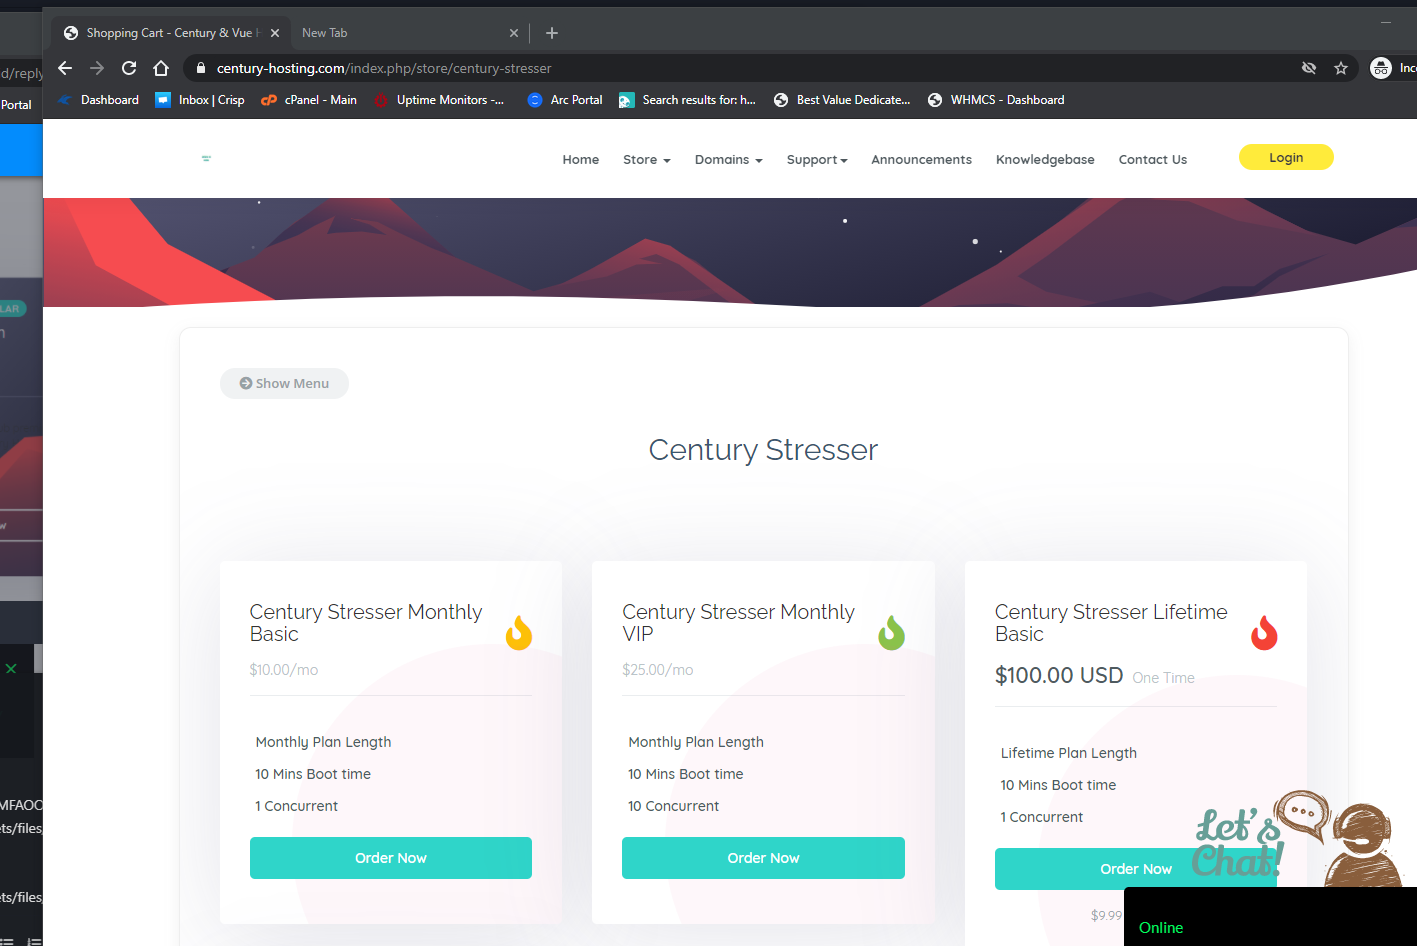 Shopping Cart - Century & Vue H
New Tab
d/reply
century-hosting.com/index.php/store/century-stresser
Inc
Portal
Dashboard
Inbox | Crisp
cPanel - Main
Uptime Monitors -...
Arc Portal
Search results for: h...
Best Value Dedicate...
WHMCS - Dashboard
Home
Store
Domains
Support
Announcements
Knowledgebase
Contact Us
Login
LAR
Show Menu
Century Stresser
Century Stresser Monthly
Basic
$10.00/mo
Monthly Plan Length
10 Mins Boot time
1 Concurrent
Order Now
Century Stresser Monthly
VIP
$25.00/mo
Monthly Plan Length
10 Mins Boot time
10 Concurrent
Order Now
Century Stresser Lifetime
Basic
$100.00 USD One Time
Lifetime Plan Length
10 Mins Boot time
1 Concurrent
Order Now
$9.99
Let's
Chat!
Online
MFAOO
ets/files/
ets/files/